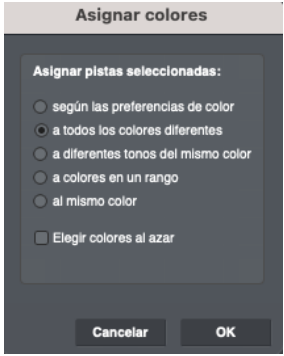 Asignar colores
Asignar pistas seleccionadas:
según las preferencias de color
a todos los colores diferentes
a diferentes tonos del mismo color
a colores en un rango
al mismo color
Elegir colores al azar
Cancelar
OK